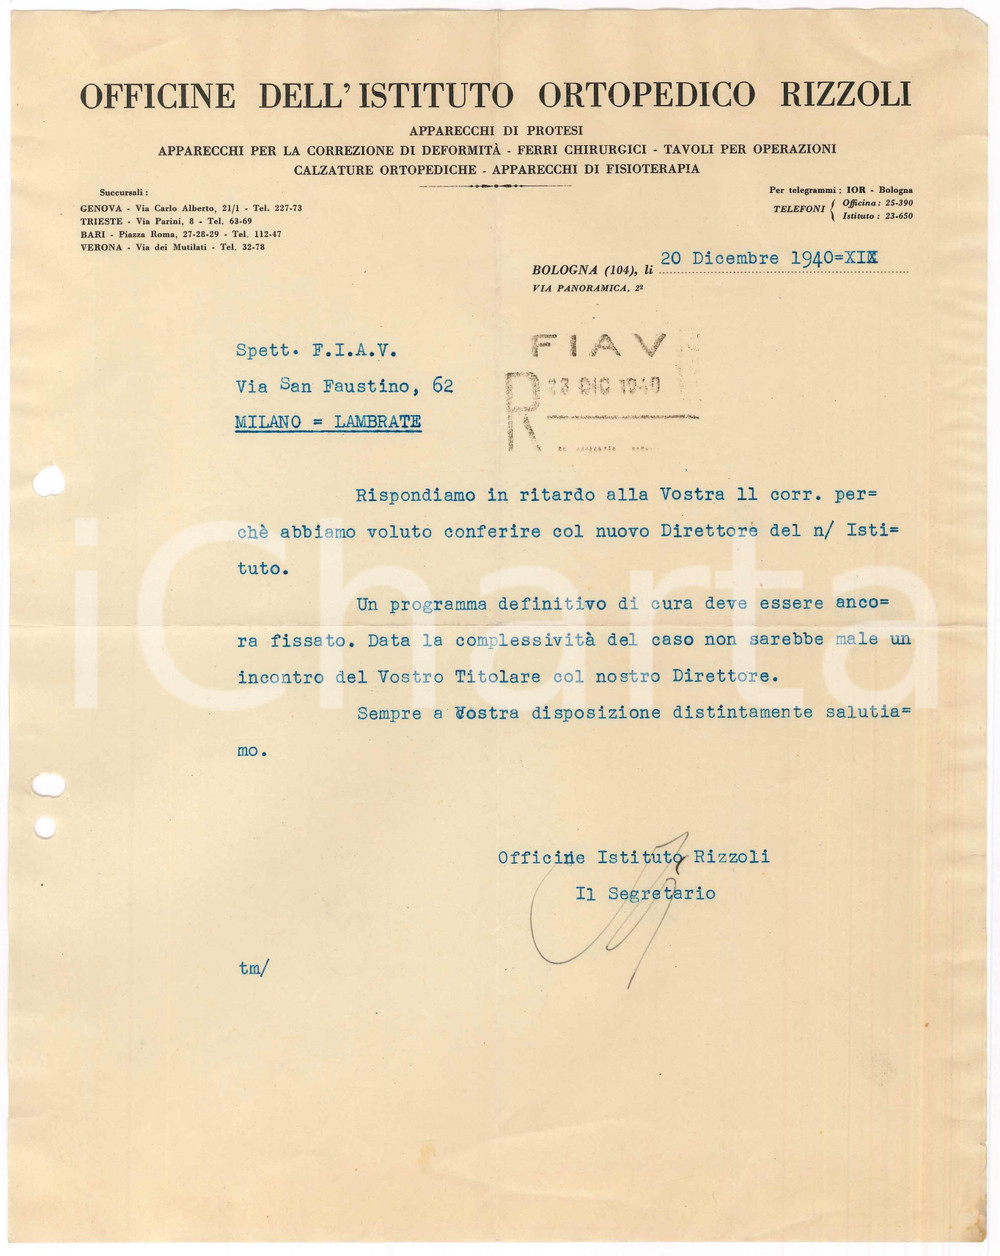 OFFICINE DELL'ISTITUTO ORTOPEDICO RIZZOLI
APPARECCHI DI PROTESI
APPARECCHI PER LA CORREZIONE DI DEFORMITÀ - FERRI CHIRURGICI - TAVOLI PER OPERAZIONI
CALZATURE ORTOPEDICHE - APPARECCHI DI FISIOTERAPIA
Succursali :
GENOVA - Via Carlo Alberto, 21/1 - Tel. 227-73
TRIESTE - Via Parini, 8 - Tel. 63-69
BARI - Piazza Roma, 27-28-29 - Tel. 112-47
VERONA - Via dei Mutilati - Tel. 32-78
Per telegrammi : IOR - Bologna
TELEFONI { Officina : 25-390
Istituto : 23-650
BOLOGNA (104), li 20 Dicembre 1940=XIX
VIA PANORAMICA, 2²
Spett. F.I.A.V.
Via San Faustino, 62
MILANO = LAMBRATE
FIAV
R 23 DIC 1940
Rispondiamo in ritardo alla Vostra 11 corr. per=
chè abbiamo voluto conferire col nuovo Direttore del n/ Isti=
tuto.
Un programma definitivo di cura deve essere anco=
ra fissato. Data la complessività del caso non sarebbe male un
incontro del Vostro Titolare col nostro Direttore.
Sempre a Vostra disposizione distintamente salutia=
mo.
Officine Istituto Rizzoli
Il Segretario
tm/
iCharta